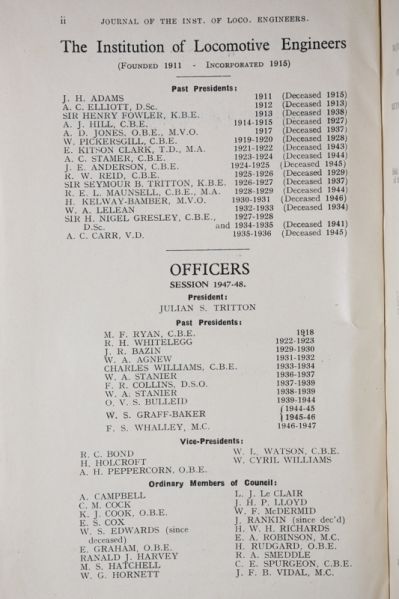 ii JOURNAL OF THE INST. OF LOCO. ENGINEERS.
The Institution of Locomotive Engineers
(FOUNDED 1911 - INCORPORATED 1915)
Past Presidents:
J. H. ADAMS 1911 (Deceased 1915)
A. C. ELLIOTT, D.Sc. 1912 (Deceased 1913)
SIR HENRY FOWLER, K.B.E. 1913 (Deceased 1938)
A. J. HILL, C.B.E. 1914-1915 (Deceased 1927)
A. D. JONES, O.B.E., M.V.O. 1917 (Deceased 1937)
W. PICKERSGILL, C.B.E. 1919-1920 (Deceased 1928)
E. KITSON CLARK, T.D., M.A. 1921-1922 (Deceased 1943)
A. C. STAMER, C.B.E. 1923-1924 (Deceased 1944)
J. E. ANDERSON, C.B.E. 1924-1925 (Deceased 1945)
R. W. REID, C.B.E. 1925-1926 (Deceased 1929)
SIR SEYMOUR B. TRITTON, K.B.E. 1926-1927 (Deceased 1937)
R. E. L. MAUNSELL, C.B.E., M.A. 1928-1929 (Deceased 1944)
H. KELWAY-BAMBER, M.V.O. 1930-1931 (Deceased 1946)
W. A. LELEAN 1932-1933 (Deceased 1934)
SIR H. NIGEL GRESLEY, C.B.E., 1927-1928
D.Sc. and 1934-1935 (Deceased 1941)
A. C. CARR, V.D. 1935-1936 (Deceased 1945)
OFFICERS
SESSION 1947-48.
President:
JULIAN S. TRITTON
Past Presidents:
M. F. RYAN, C.B.E. 1918
R. H. WHITELEGG 1922-1923
J. R. BAZIN 1929-1930
W. A. AGNEW 1931-1932
CHARLES WILLIAMS, C.B.E. 1933-1934
W. A. STANIER 1936-1937
F. R. COLLINS, D.S.O. 1937-1939
W. A. STANIER 1938-1939
O. V. S. BULLEID 1939-1944
W. S. GRAFF-BAKER {1944-45
1945-46
F. S. WHALLEY, M.C. 1946-1947
Vice-Presidents:
R. C. BOND
H. HOLCROFT
A. H. PEPPERCORN, O.B.E.
W. L. WATSON, C.B.E.
W. CYRIL WILLIAMS
Ordinary Members of Council:
A. CAMPBELL
C. M. COCK
K. J. COOK, O.B.E.
E. S. COX
W. S. EDWARDS (since
deceased)
E. GRAHAM, O.B.E.
RANALD J. HARVEY
M. S. HATCHELL
W. G. HORNETT
L. J. Le CLAIR
J. H. P. LLOYD
W. F. McDERMID
J. RANKIN (since dec'd)
H. W. H. RICHARDS
E. A. ROBINSON, M.C.
H. RUDGARD, O.B.E.
R. A. SMEDDLE
C. E. SPURGEON, C.B.E.
J. F. B. VIDAL, M.C.